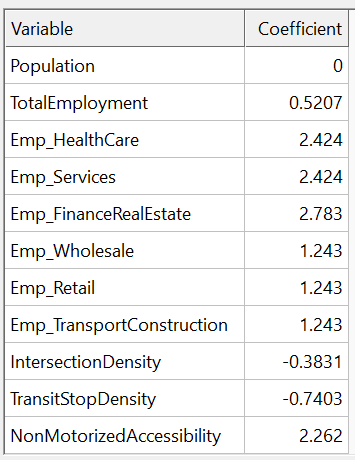 Variable Coefficient
Population 0
TotalEmployment 0.5207
Emp_HealthCare 2.424
Emp_Services 2.424
Emp_FinanceRealEstate 2.783
Emp_Wholesale 1.243
Emp_Retail 1.243
Emp_TransportConstruction 1.243
IntersectionDensity -0.3831
TransitStopDensity -0.7403
NonMotorizedAccessibility 2.262